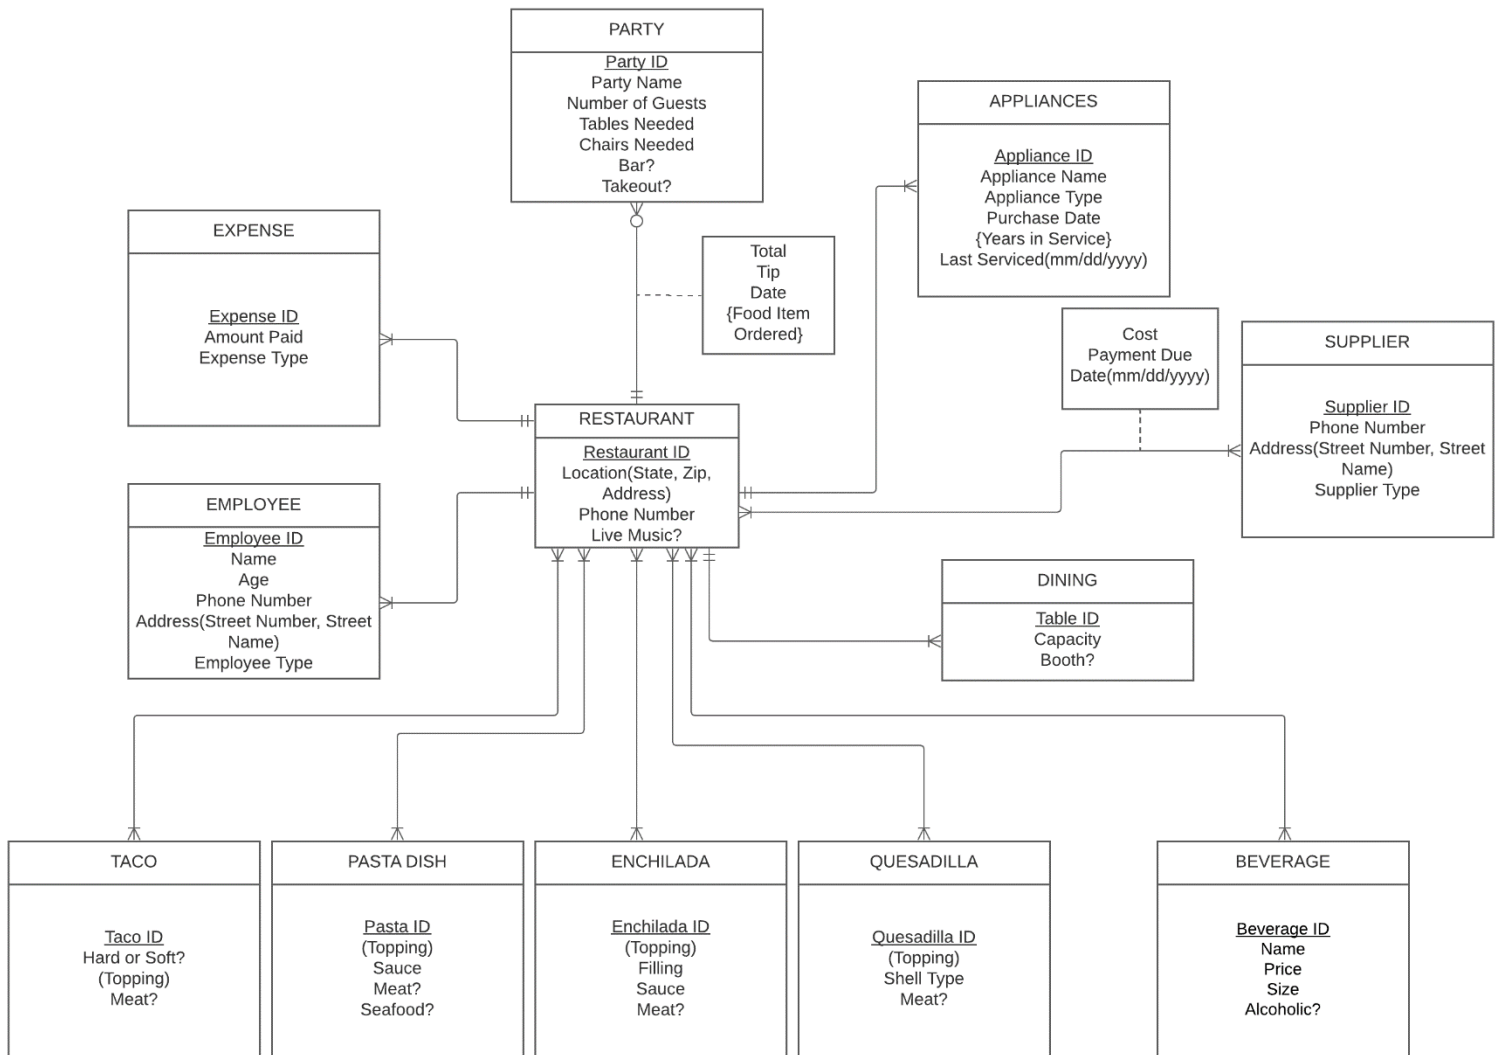 PARTY
Party ID
Party Name
Number of Guests
Tables Needed
Chairs Needed
Bar?
Takeout?
APPLIANCES
Appliance ID
Appliance Name
Appliance Type
Purchase Date
{Years in Service}
Last Serviced(mm/dd/yyyy)
EXPENSE
Expense ID
Amount Paid
Expense Type
Total
Tip
Date
{Food Item
Ordered}
Cost
Payment Due
Date(mm/dd/yyyy)
SUPPLIER
Supplier ID
Phone Number
Address(Street Number, Street
Name)
Supplier Type
RESTAURANT
Restaurant ID
Location(State, Zip,
Address)
Phone Number
Live Music?
EMPLOYEE
Employee ID
Name
Age
Phone Number
Address(Street Number, Street
Name)
Employee Type
DINING
Table ID
Capacity
Booth?
TACO
Taco ID
Hard or Soft?
(Topping)
Meat?
PASTA DISH
Pasta ID
(Topping)
Sauce
Meat?
Seafood?
ENCHILADA
Enchilada ID
(Topping)
Filling
Sauce
Meat?
QUESADILLA
Quesadilla ID
(Topping)
Shell Type
Meat?
BEVERAGE
Beverage ID
Name
Price
Size
Alcoholic?